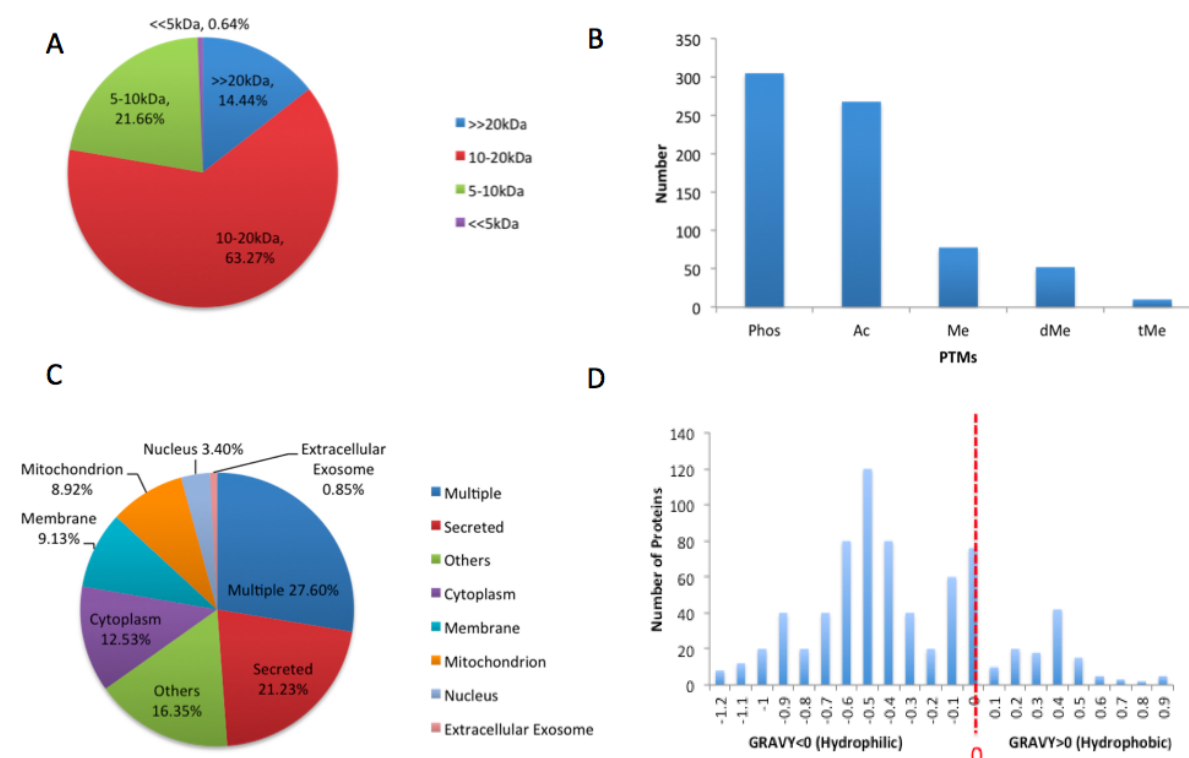 A
<<5kDa, 0.64%
>>20kDa,
14.44%
5-10kDa,
21.66%
10-20kDa,
63.27%
>>20kDa
10-20kDa
5-10kDa
<<5kDa
B
350
300
250
200
150
100
50
0
Number
Phos Ac Me dMe tMe
PTMs
C
Nucleus 3.40%
Extracellular
Exosome
0.85%
Mitochondrion
8.92%
Membrane
9.13%
Multiple 27.60%
Cytoplasm
12.53%
Secreted
21.23%
Others
16.35%
Multiple
Secreted
Others
Cytoplasm
Membrane
Mitochondrion
Nucleus
Extracellular Exosome
D
140
120
100
80
60
40
20
0
Number of Proteins
-1.2 -1.1 -1 -0.9 -0.8 -0.7 -0.6 -0.5 -0.4 -0.3 -0.2 -0.1 0 0.1 0.2 0.3 0.4 0.5 0.6 0.7 0.8 0.9
GRAVY<0 (Hydrophilic) GRAVY>0 (Hydrophobic)
0